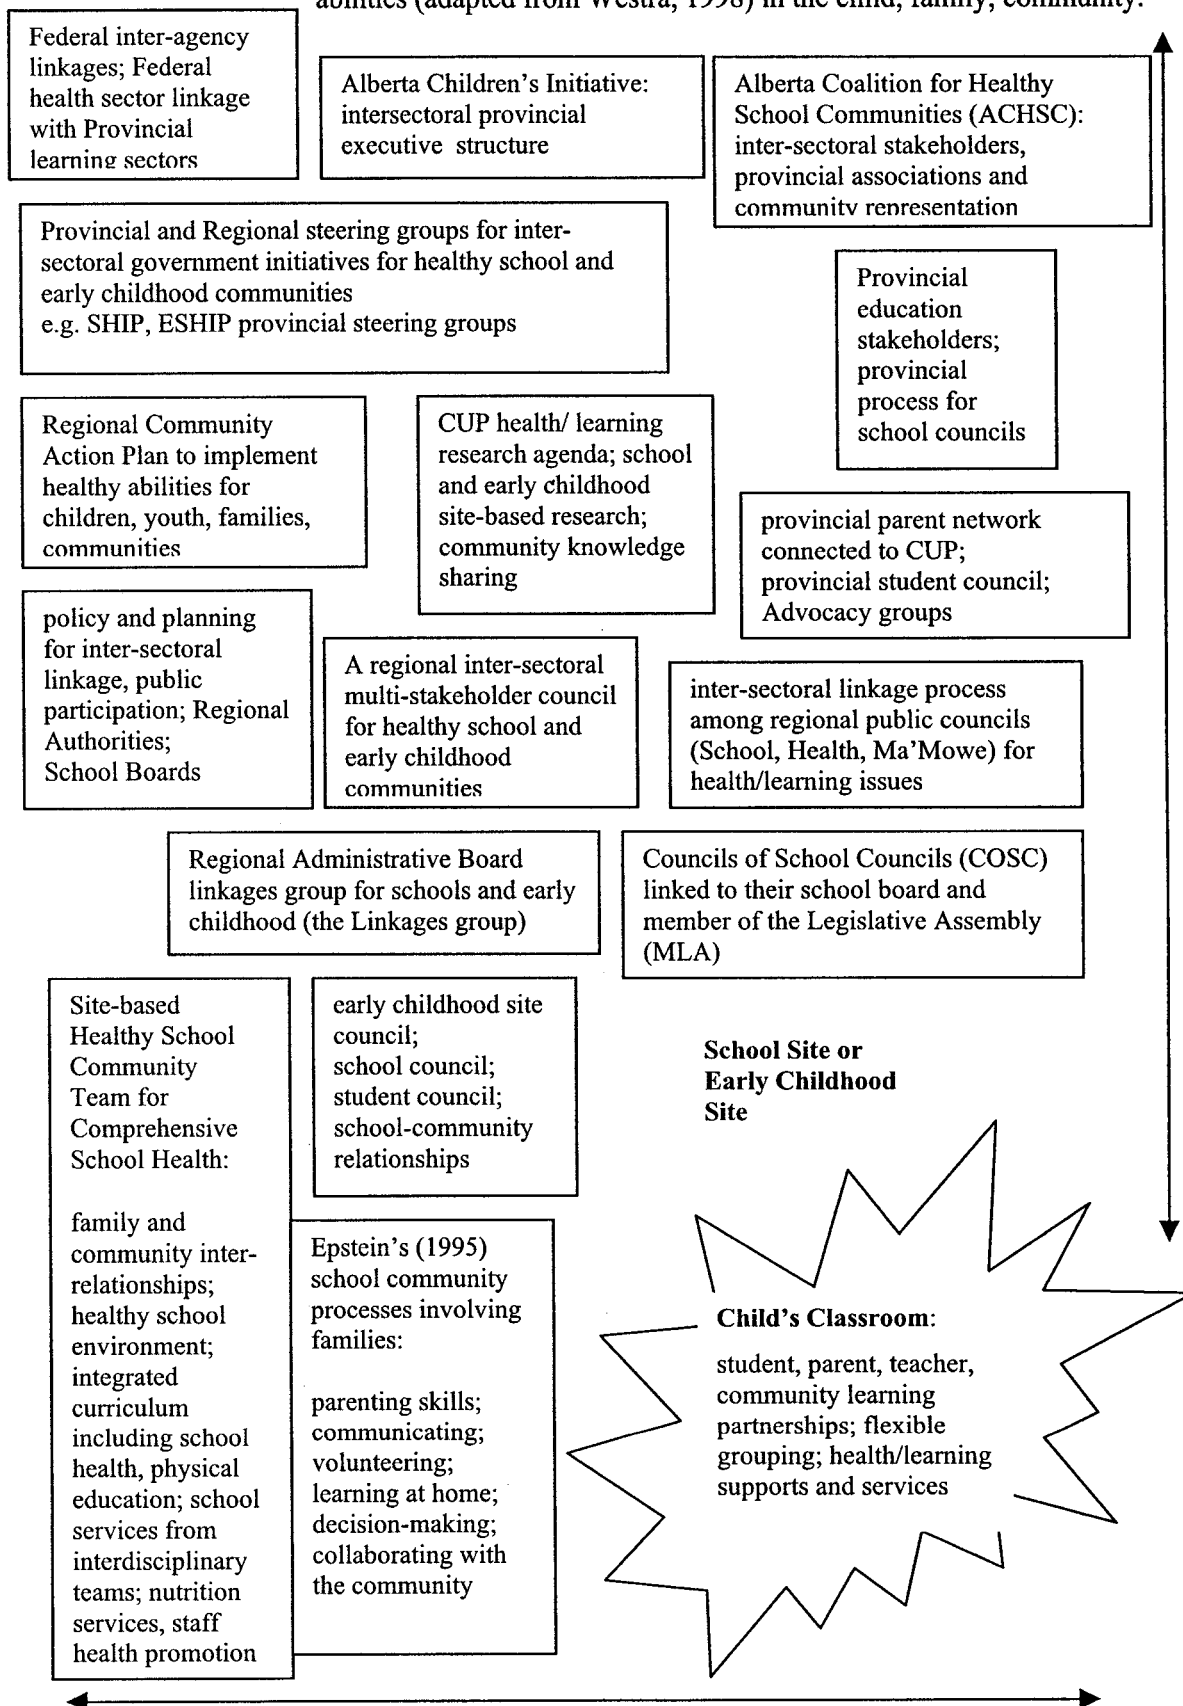 abilities (adapted from Westra, 1998) in the child, family, community.
Federal inter-agency
linkages; Federal
health sector linkage
with Provincial
learning sectors
Alberta Children's Initiative:
intersectoral provincial
executive structure
Alberta Coalition for Healthy
School Communities (ACHSC):
inter-sectoral stakeholders,
provincial associations and
community representation
Provincial and Regional steering groups for inter-
sectoral government initiatives for healthy school and
early childhood communities
e.g. SHIP, ESHIP provincial steering groups
Provincial
education
stakeholders;
provincial
process for
school councils
Regional Community
Action Plan to implement
healthy abilities for
children, youth, families,
communities
CUP health/ learning
research agenda; school
and early childhood
site-based research;
community knowledge
sharing
provincial parent network
connected to CUP;
provincial student council;
Advocacy groups
policy and planning
for inter-sectoral
linkage, public
participation; Regional
Authorities;
School Boards
A regional inter-sectoral
multi-stakeholder council
for healthy school and
early childhood
communities
inter-sectoral linkage process
among regional public councils
(School, Health, Ma'Mowe) for
health/learning issues
Regional Administrative Board
linkages group for schools and early
childhood (the Linkages group)
Councils of School Councils (COSC)
linked to their school board and
member of the Legislative Assembly
(MLA)
Site-based
Healthy School
Community
Team for
Comprehensive
School Health:
family and
community inter-
relationships;
healthy school
environment;
integrated
curriculum
including school
health, physical
education; school
services from
interdisciplinary
teams; nutrition
services, staff
health promotion
early childhood site
council;
school council;
student council;
school-community
relationships
Epstein's (1995)
school community
processes involving
families:
parenting skills;
communicating;
volunteering;
learning at home;
decision-making;
collaborating with
the community
School Site or
Early Childhood
Site
Child's Classroom:
student, parent, teacher,
community learning
partnerships; flexible
grouping; health/learning
supports and services